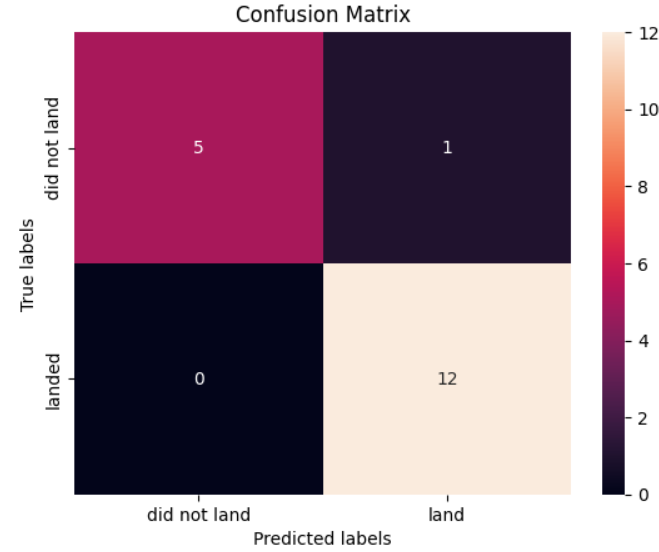 Confusion Matrix
True labels
did not land
landed
5
1
0
12
did not land
land
Predicted labels
12
10
8
6
4
2
0